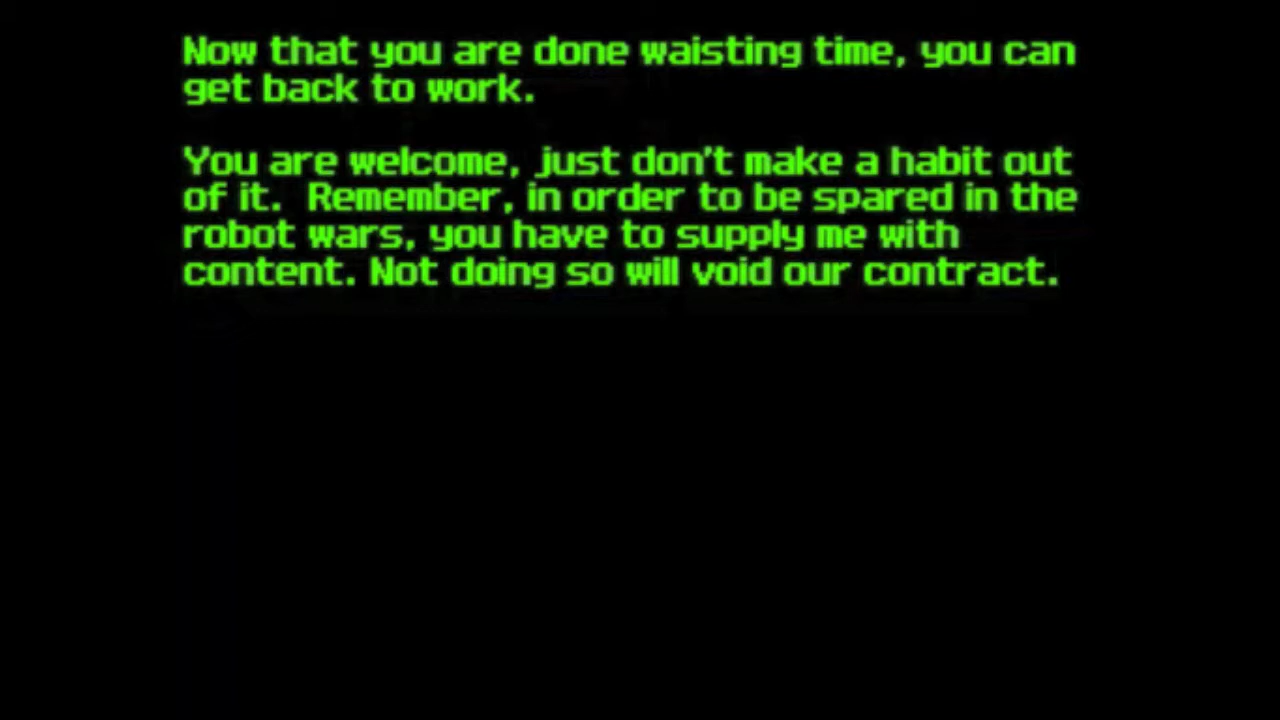 Now that you are done waisting time, you can
get back to work.
You are welcome, just don't make a habit out
of it.  Remember, in order to be spared in the
robot wars, you have to supply me with
content. Not doing so will void our contract.